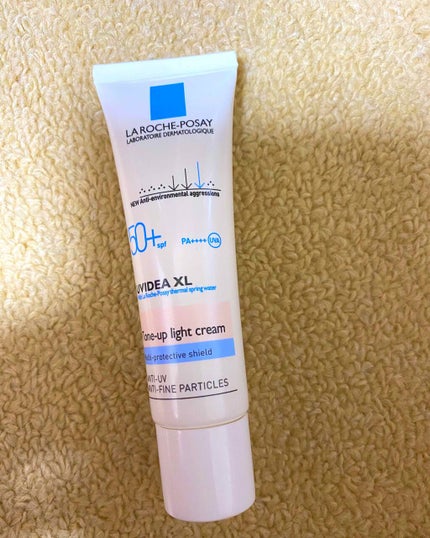 LA ROCHE-POSAY
LABORATOIRE DERMATOLOGIQUE
NEW Anti-environmental aggressions
50+
spf
PA++++ UVA
UVIDEA XL
La Roche-Posay thermal spring water
Tone-up light cream
-protective shield
ANTI-UV
ANTI-FINE PARTICLES